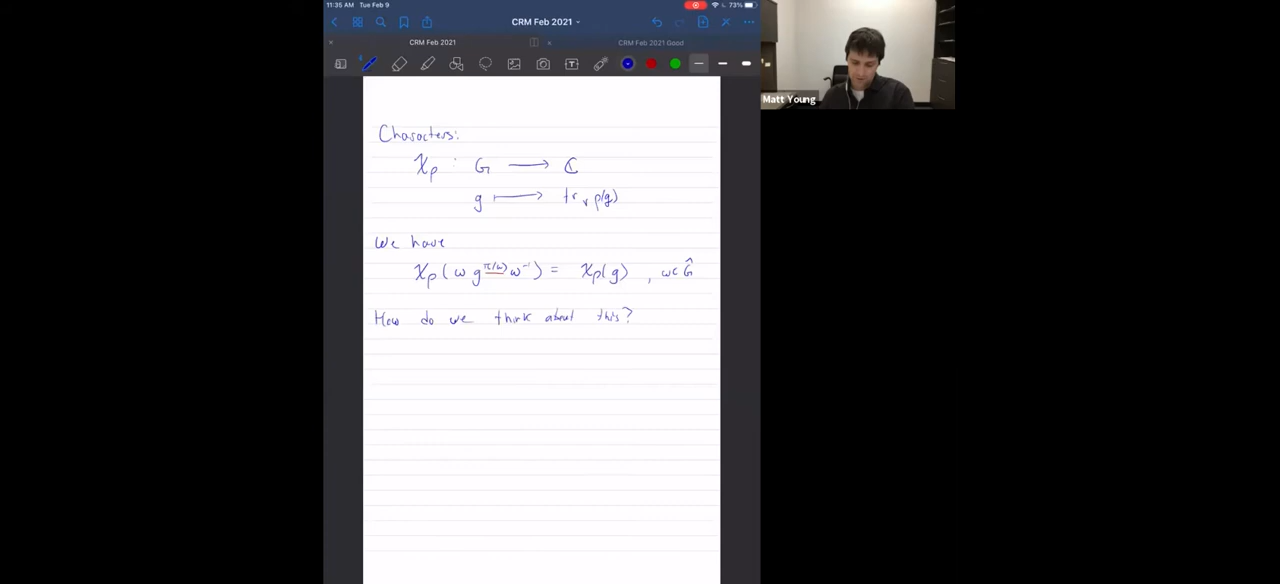 11:35 AM Tue Feb 9
73%
CRM Feb 2021
CRM Feb 2021
CRM Feb 2021 Good
Matt Young
Characters:
χ_ρ : G ⟶ ℂ
g ⟼ tr_V ρ(g)
We have
χ_ρ(ω g^{π(ω)} ω^{-1}) = χ_ρ(g) , ω∈Ĝ
How do we think about this?